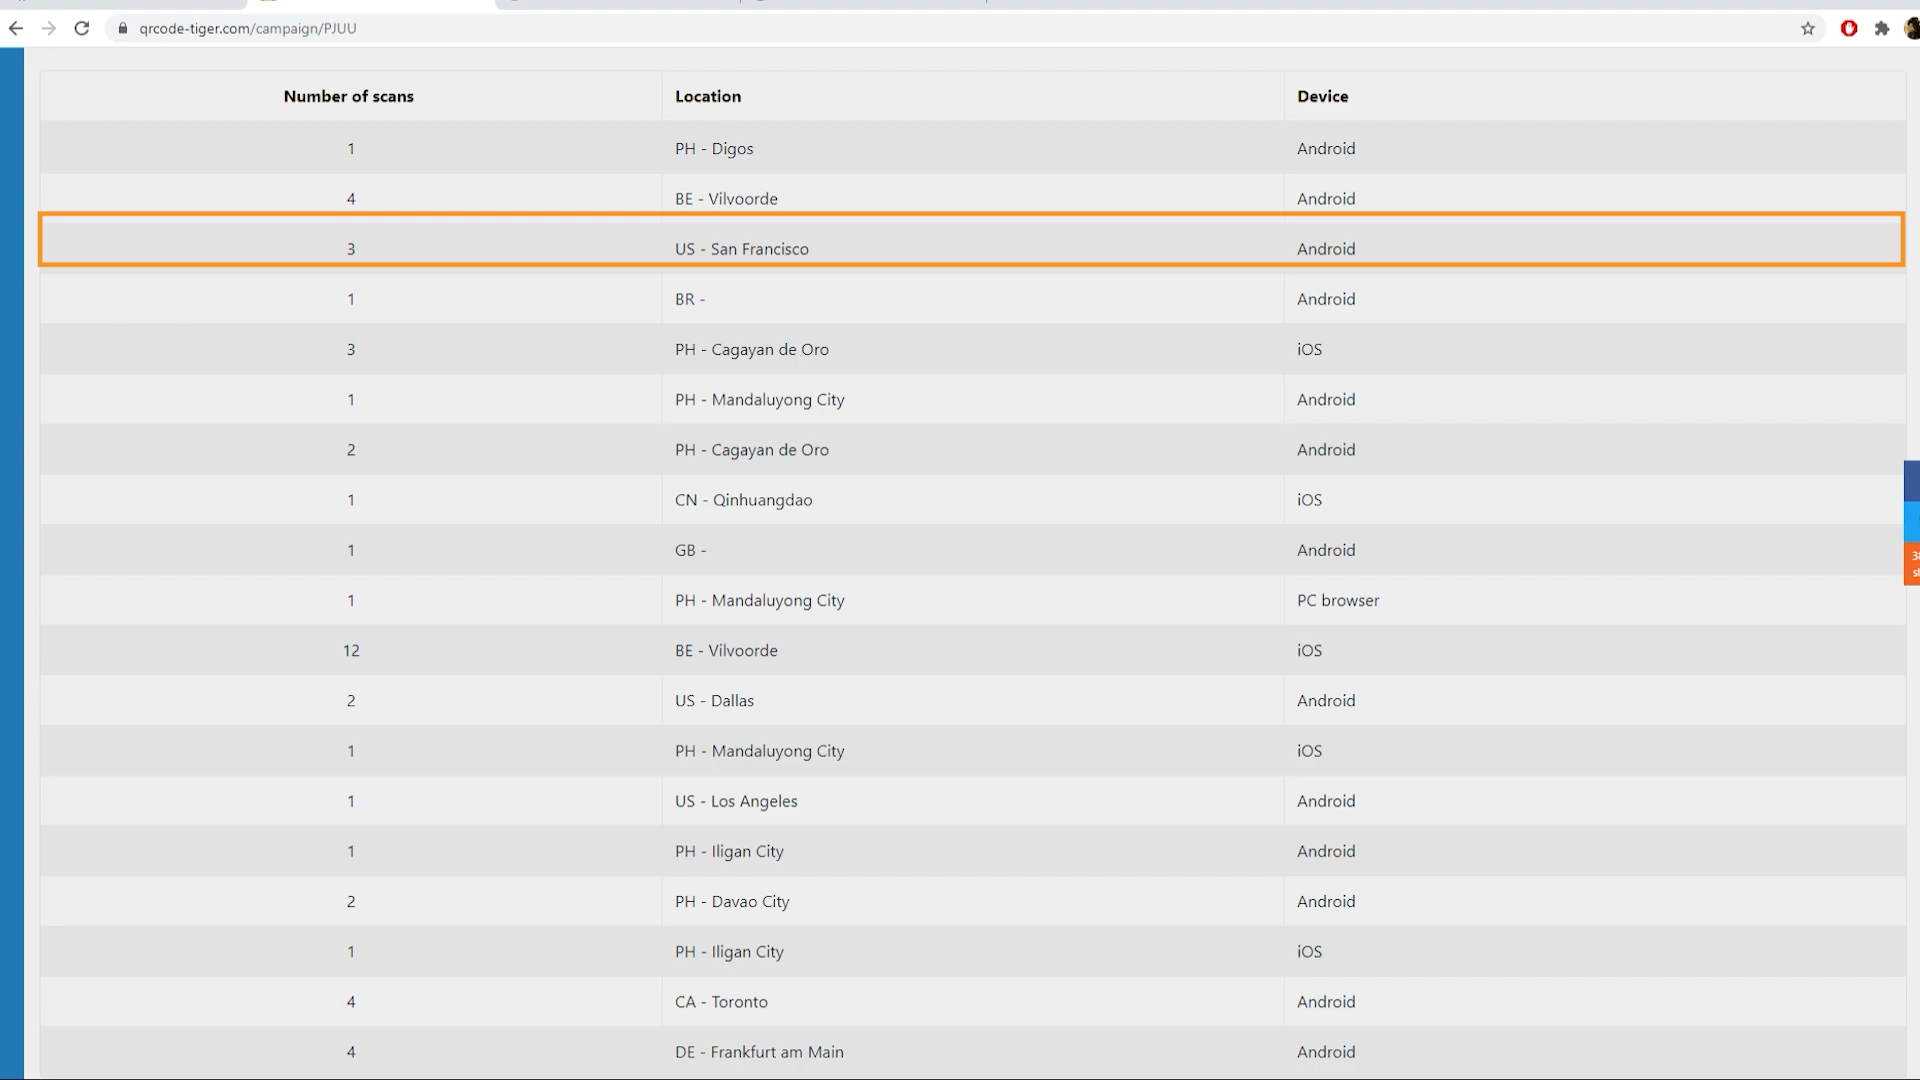 qrcode-tiger.com/campaign/PJUU
Number of scans Location Device
1 PH - Digos Android
4 BE - Vilvoorde Android
3 US - San Francisco Android
1 BR - Android
3 PH - Cagayan de Oro iOS
1 PH - Mandaluyong City Android
2 PH - Cagayan de Oro Android
1 CN - Qinhuangdao iOS
1 GB - Android
1 PH - Mandaluyong City PC browser
12 BE - Vilvoorde iOS
2 US - Dallas Android
1 PH - Mandaluyong City iOS
1 US - Los Angeles Android
1 PH - Iligan City Android
2 PH - Davao City Android
1 PH - Iligan City iOS
4 CA - Toronto Android
4 DE - Frankfurt am Main Android